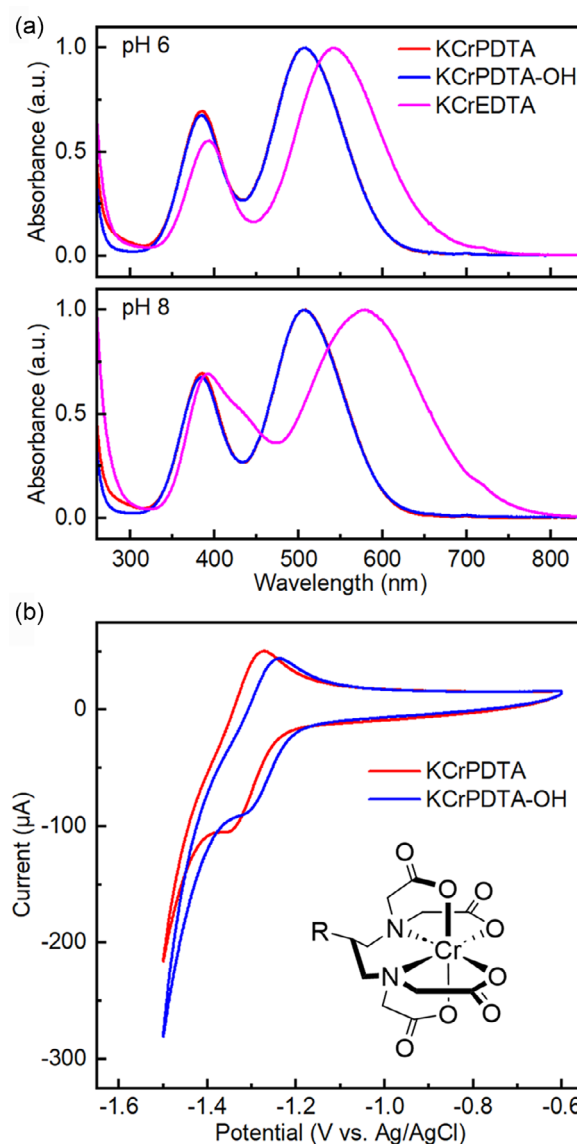 (a)
pH 6
KCrPDTA
KCrPDTA-OH
KCrEDTA
Absorbance (a.u.)
1.0
0.5
0.0
pH 8
Absorbance (a.u.)
1.0
0.5
0.0
300 400 500 600 700 800
Wavelength (nm)
(b)
KCrPDTA
KCrPDTA-OH
Current (μA)
0
-100
-200
-300
O
O
O
O
R
N
Cr
N
O
O
O
O
-1.6 -1.4 -1.2 -1.0 -0.8 -0.6
Potential (V vs. Ag/AgCl)